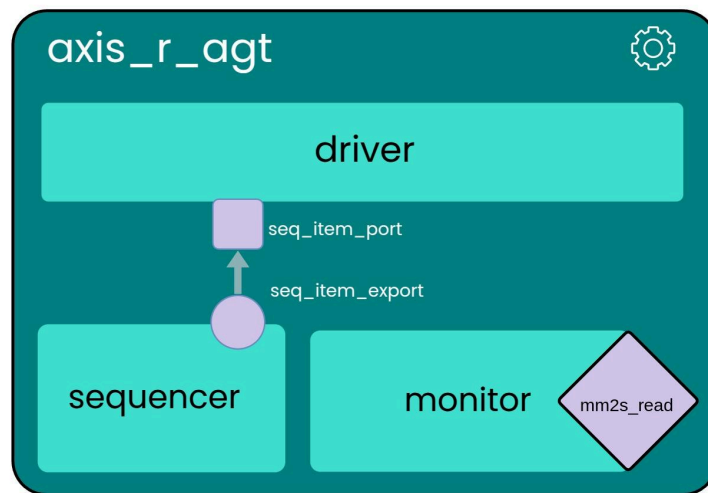 axis_r_agt
driver
seq_item_port
seq_item_export
sequencer
monitor
mm2s_read